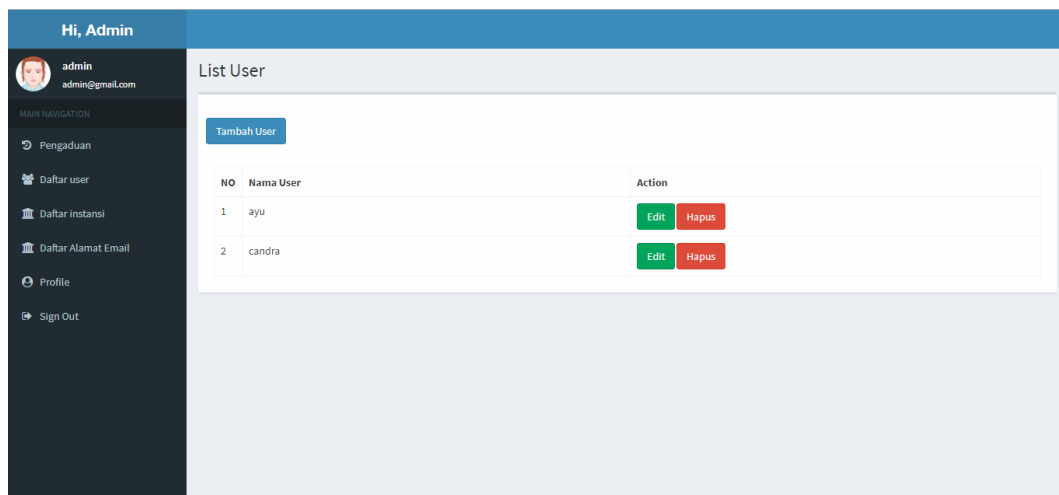 Hi, Admin
admin
admin@gmail.com
MAIN NAVIGATION
Pengaduan
Daftar user
Daftar instansi
Daftar Alamat Email
Profile
Sign Out
List User
Tambah User
NO Nama User Action
1 ayu Edit Hapus
2 candra Edit Hapus